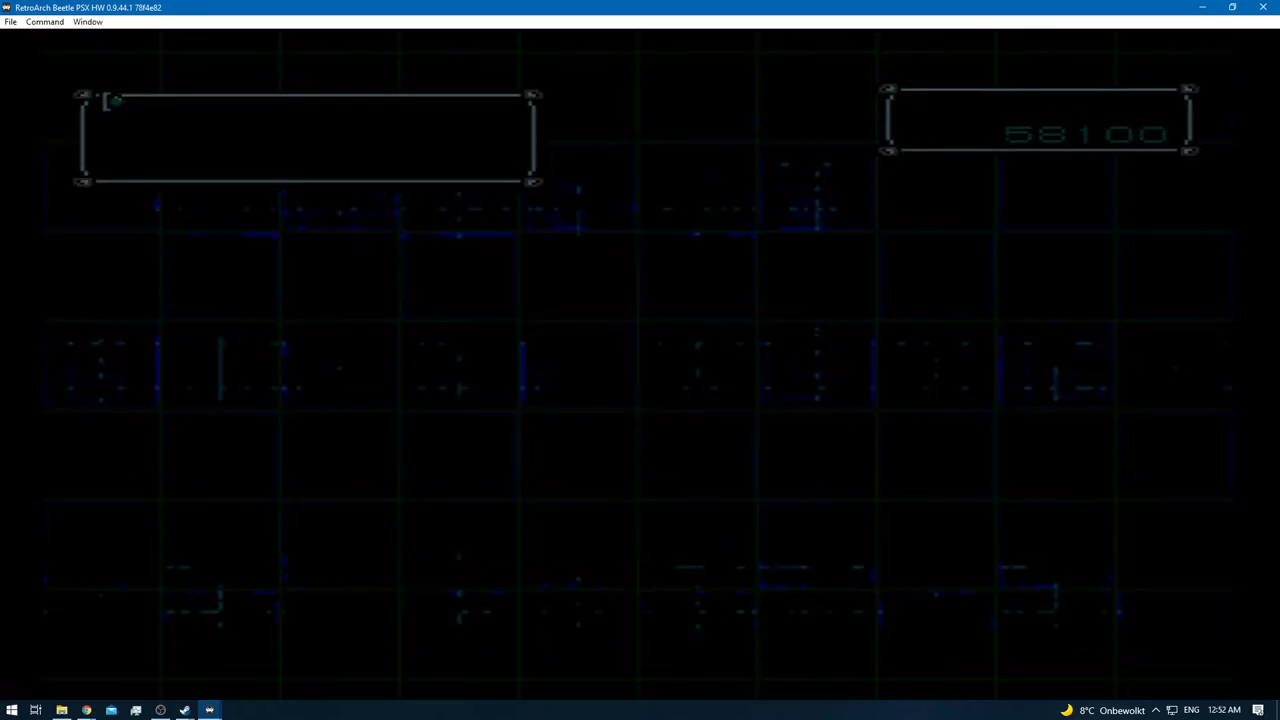 RetroArch Beetle PSX HW 0.9.44.1 78f4e82
File Command Window
[
58100
8°C Onbewolkt ENG 12:52 AM